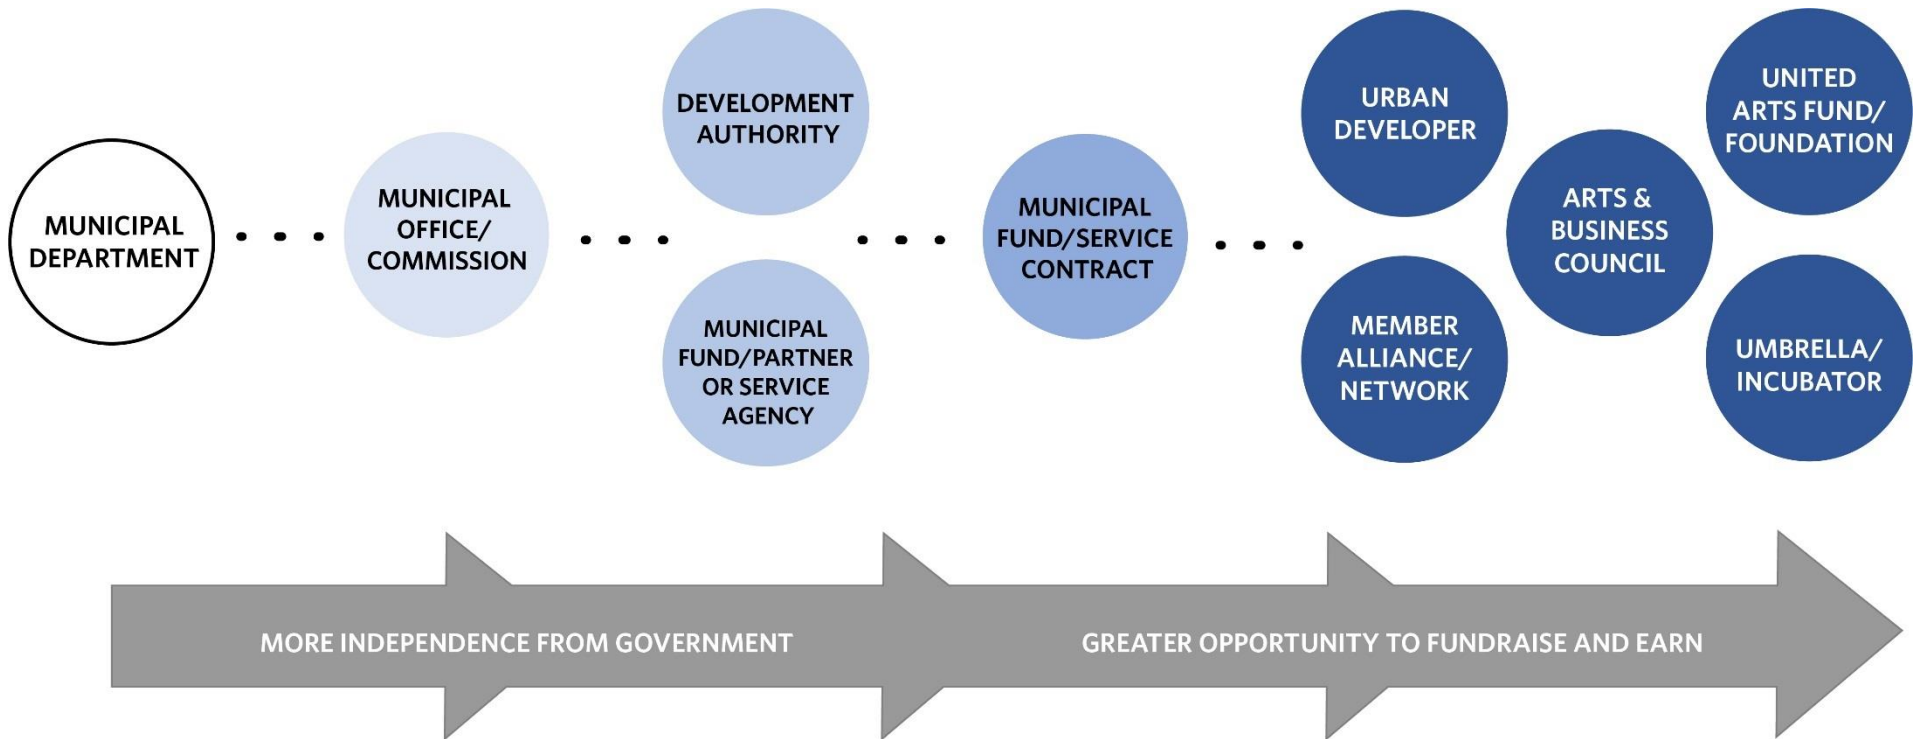 MUNICIPAL
DEPARTMENT
MUNICIPAL
OFFICE/
COMMISSION
DEVELOPMENT
AUTHORITY
MUNICIPAL
FUND/PARTNER
OR SERVICE
AGENCY
MUNICIPAL
FUND/SERVICE
CONTRACT
URBAN
DEVELOPER
MEMBER
ALLIANCE/
NETWORK
ARTS &
BUSINESS
COUNCIL
UNITED
ARTS FUND/
FOUNDATION
UMBRELLA/
INCUBATOR
MORE INDEPENDENCE FROM GOVERNMENT
GREATER OPPORTUNITY TO FUNDRAISE AND EARN